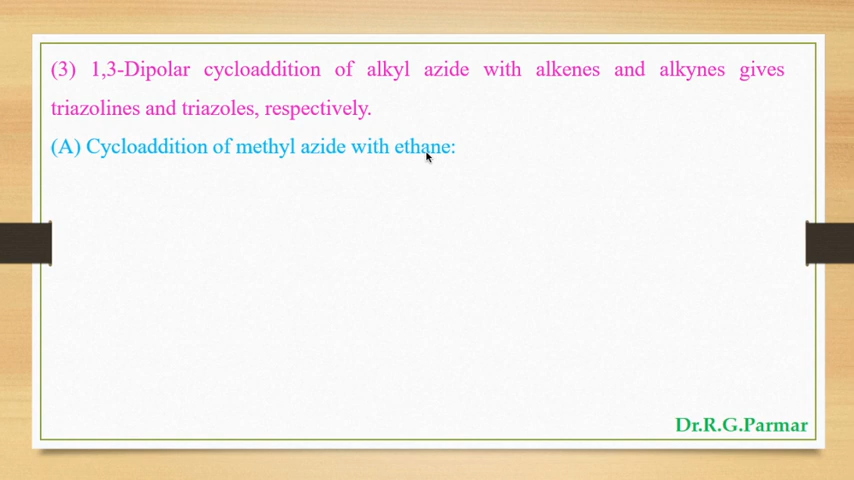 (3) 1,3-Dipolar cycloaddition of alkyl azide with alkenes and alkynes gives
triazolines and triazoles, respectively.
(A) Cycloaddition of methyl azide with ethane:
Dr.R.G.Parmar